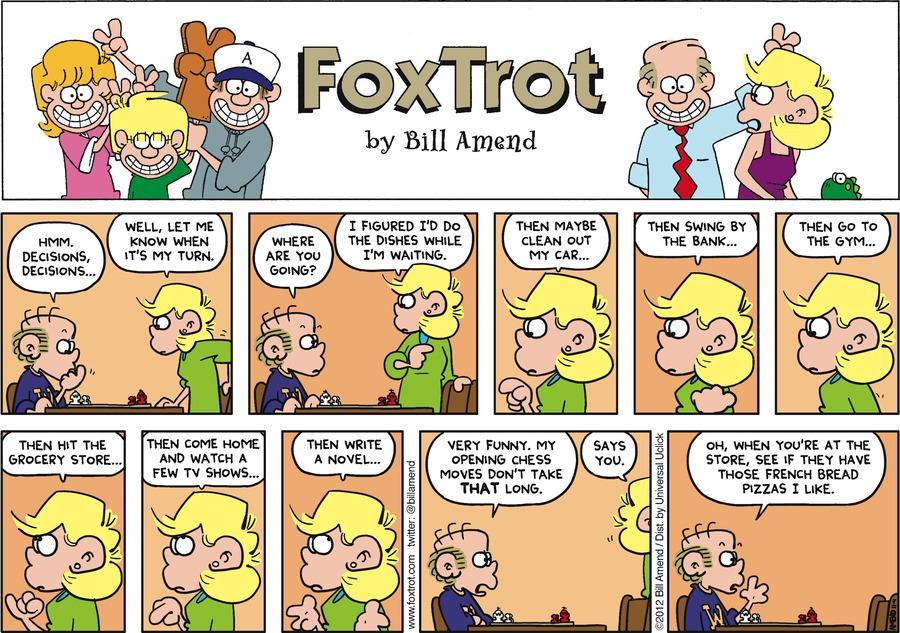 A
FOXTROT
by Bill Amend
HMM.
DECISIONS,
DECISIONS...
WELL, LET ME
KNOW WHEN
IT'S MY TURN.
WHERE
ARE YOU
GOING?
I FIGURED I'D DO
THE DISHES WHILE
I'M WAITING.
THEN MAYBE
CLEAN OUT
MY CAR...
THEN SWING BY
THE BANK...
THEN GO TO
THE GYM...
THEN HIT THE
GROCERY STORE...
THEN COME HOME
AND WATCH A
FEW TV SHOWS...
THEN WRITE
A NOVEL...
www.foxtrot.com twitter: @billamend
VERY FUNNY. MY
OPENING CHESS
MOVES DON'T TAKE
THAT LONG.
SAYS
YOU.
©2012 Bill Amend / Dist. by Universal Uclick
OH, WHEN YOU'RE AT THE
STORE, SEE IF THEY HAVE
THOSE FRENCH BREAD
PIZZAS I LIKE.
W